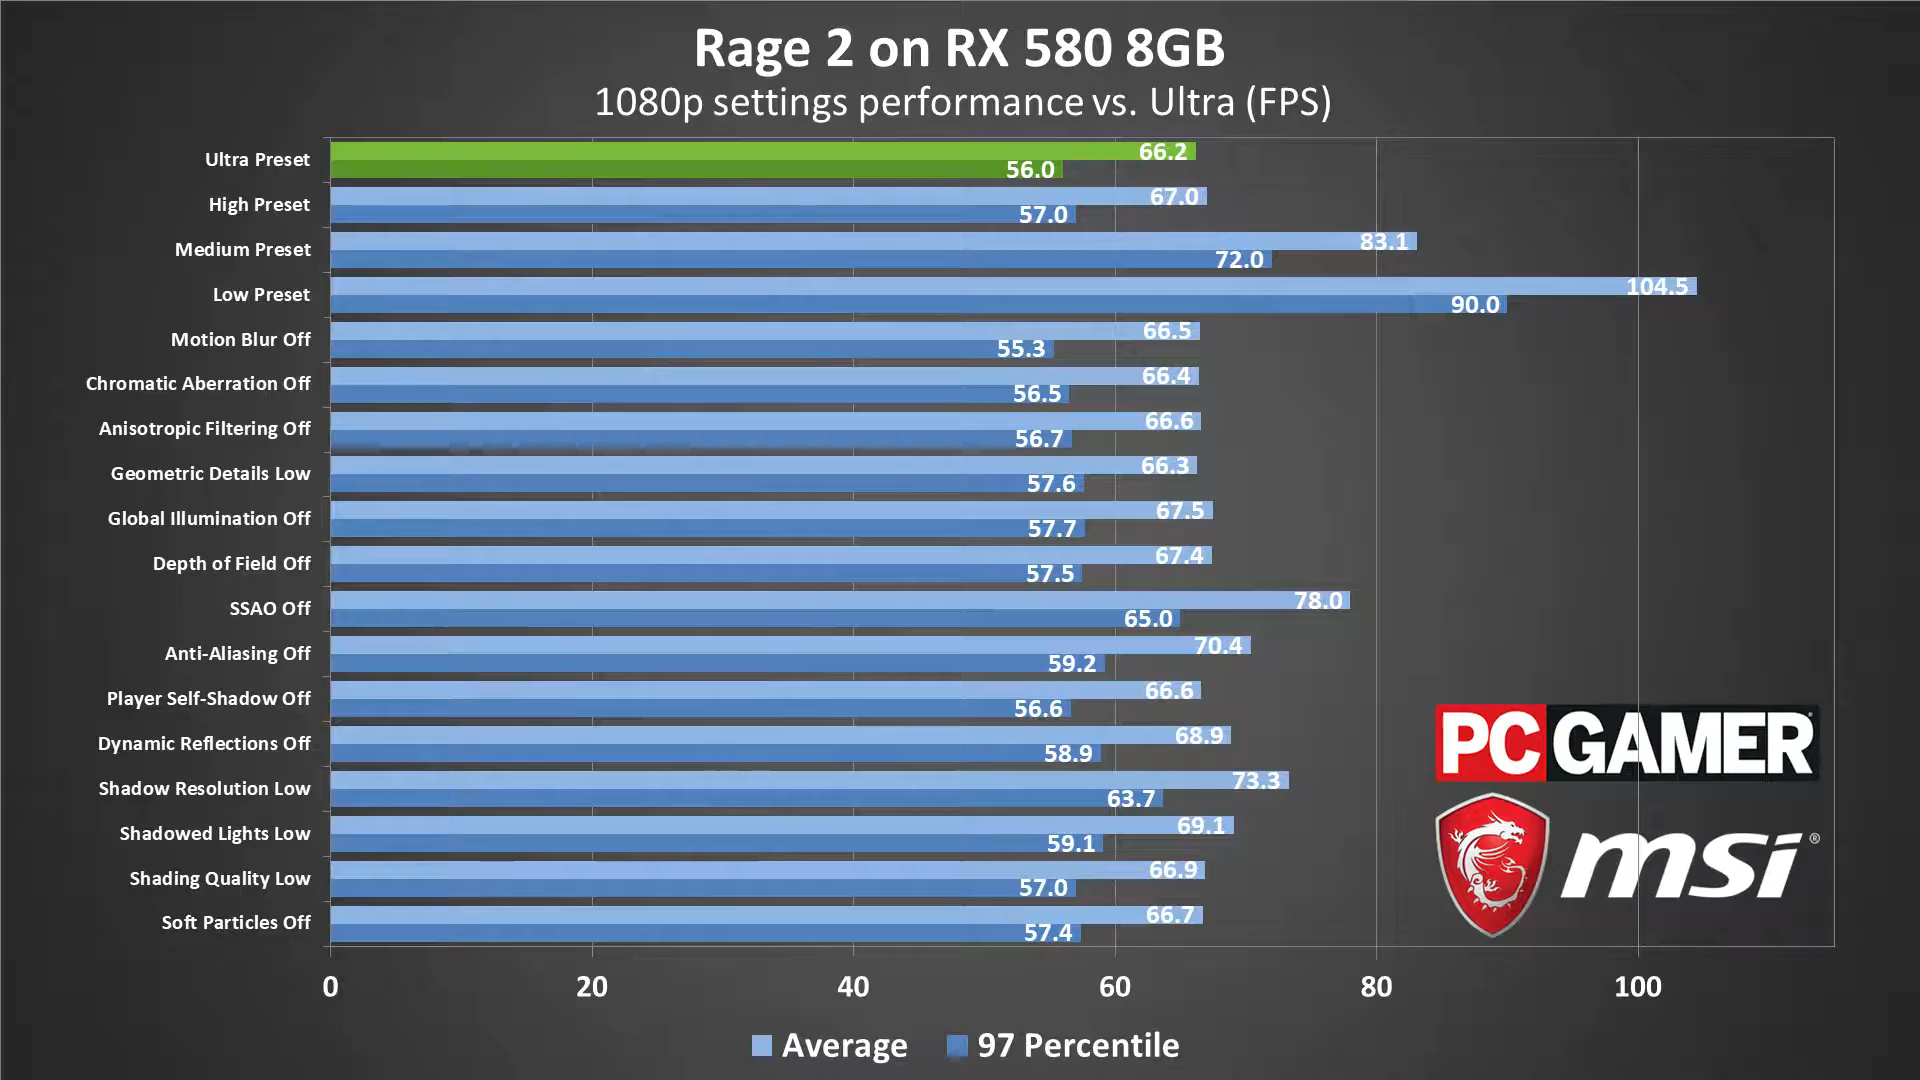 Rage 2 on RX 580 8GB
1080p settings performance vs. Ultra (FPS)
Ultra Preset 66.2 56.0
High Preset 67.0 57.0
Medium Preset 83.1 72.0
Low Preset 104.5 90.0
Motion Blur Off 66.5 55.3
Chromatic Aberration Off 66.4 56.5
Anisotropic Filtering Off 66.6 56.7
Geometric Details Low 66.3 57.6
Global Illumination Off 67.5 57.7
Depth of Field Off 67.4 57.5
SSAO Off 78.0 65.0
Anti-Aliasing Off 70.4 59.2
Player Self-Shadow Off 66.6 56.6
Dynamic Reflections Off 68.9 58.9
Shadow Resolution Low 73.3 63.7
Shadowed Lights Low 69.1 59.1
Shading Quality Low 66.9 57.0
Soft Particles Off 66.7 57.4
PC GAMER
msi®
0 20 40 60 80 100
Average 97 Percentile